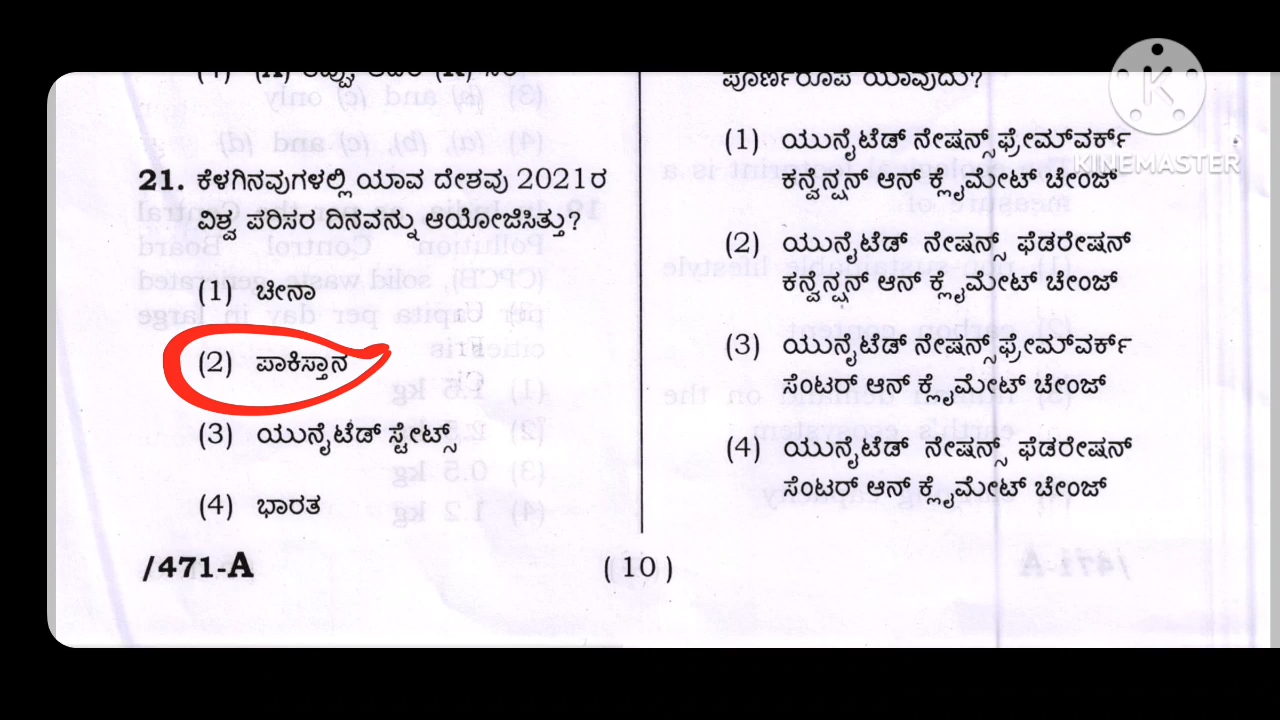 ಪೂರ್ಣರೂಪ ಯಾವುದು?
21. ಕೆಳಗಿನವುಗಳಲ್ಲಿ ಯಾವ ದೇಶವು 2021ರ
ವಿಶ್ವ ಪರಿಸರ ದಿನವನ್ನು ಆಯೋಜಿಸಿತ್ತು?
(1) ಚೀನಾ
(2) ಪಾಕಿಸ್ತಾನ
(3) ಯುನೈಟೆಡ್ ಸ್ಟೇಟ್ಸ್
(4) ಭಾರತ
/471-A
( 10 )
(1) ಯುನೈಟೆಡ್ ನೇಷನ್ಸ್ ಫ್ರೇಮ್‌ವರ್ಕ್
ಕನ್ವೆನ್ಷನ್ ಆನ್ ಕ್ಲೈಮೇಟ್ ಚೇಂಜ್
(2) ಯುನೈಟೆಡ್ ನೇಷನ್ಸ್ ಫೆಡರೇಷನ್
ಕನ್ವೆನ್ಷನ್ ಆನ್ ಕ್ಲೈಮೇಟ್ ಚೇಂಜ್
(3) ಯುನೈಟೆಡ್ ನೇಷನ್ಸ್ ಫ್ರೇಮ್‌ವರ್ಕ್
ಸೆಂಟರ್ ಆನ್ ಕ್ಲೈಮೇಟ್ ಚೇಂಜ್
(4) ಯುನೈಟೆಡ್ ನೇಷನ್ಸ್ ಫೆಡರೇಷನ್
ಸೆಂಟರ್ ಆನ್ ಕ್ಲೈಮೇಟ್ ಚೇಂಜ್
KINEMASTER